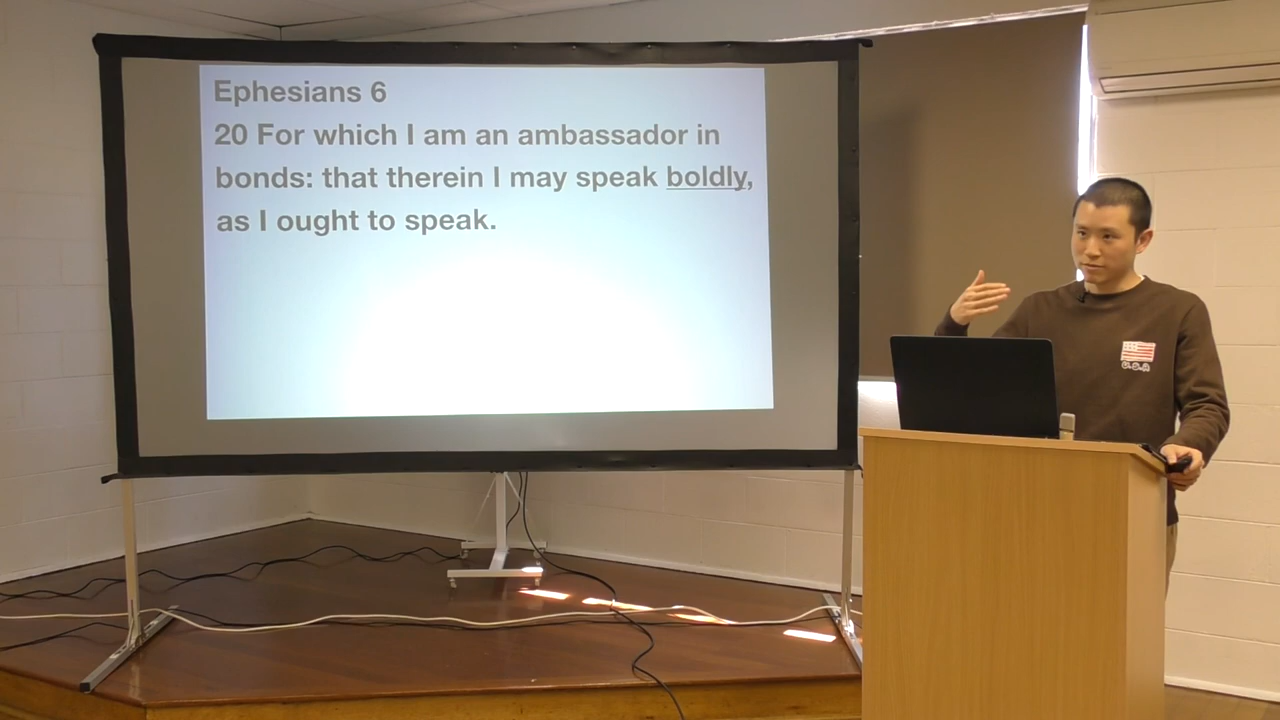 Ephesians 6
20 For which I am an ambassador in
bonds: that therein I may speak boldly,
as I ought to speak.
U.S.A